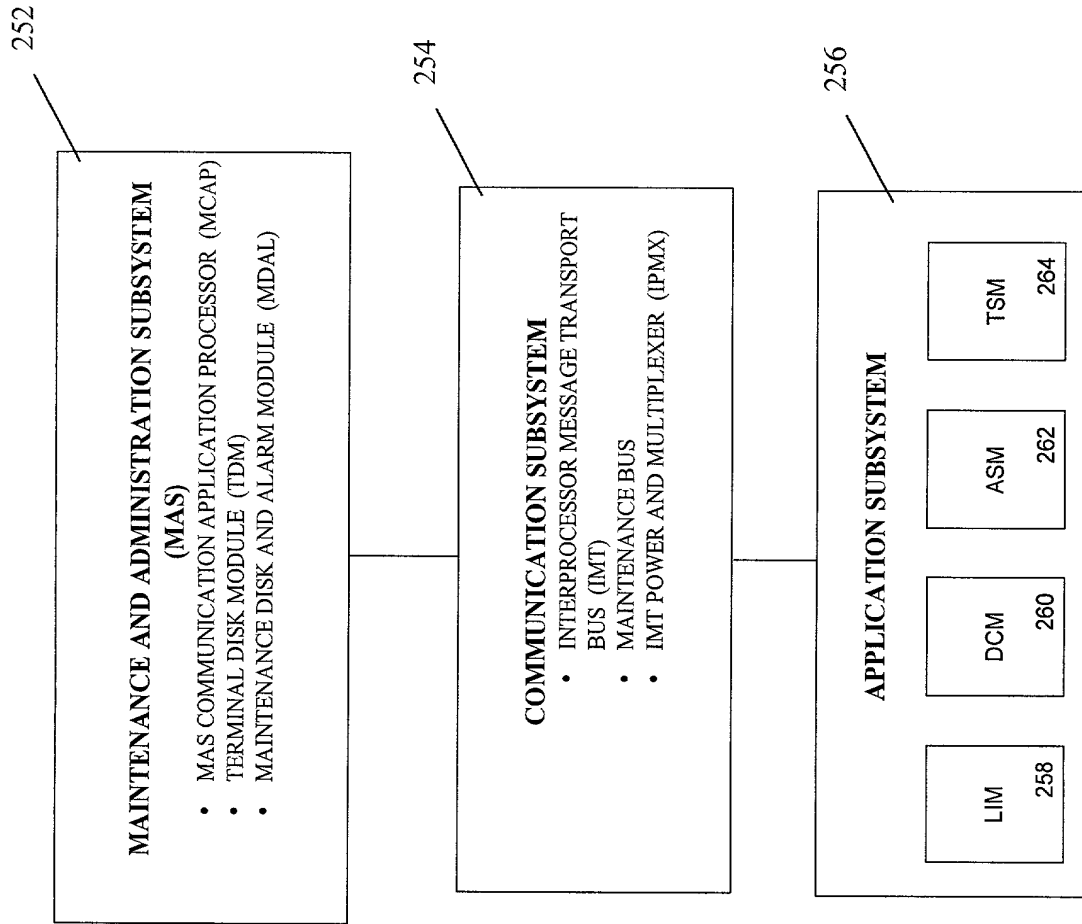 252
MAINTENANCE AND ADMINISTRATION SUBSYSTEM
(MAS)
• MAS COMMUNICATION APPLICATION PROCESSOR (MCAP)
• TERMINAL DISK MODULE (TDM)
• MAINTENANCE DISK AND ALARM MODULE (MDAL)
254
COMMUNICATION SUBSYSTEM
• INTERPROCESSOR MESSAGE TRANSPORT
BUS (IMT)
• MAINTENANCE BUS
• IMT POWER AND MULTIPLEXER (IPMX)
256
APPLICATION SUBSYSTEM
LIM
258
DCM
260
ASM
262
TSM
264